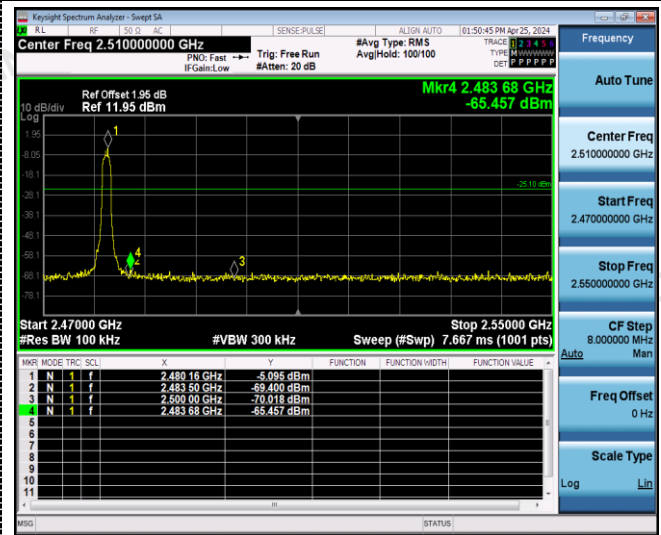 Keysight Spectrum Analyzer - Swept SA
RL RF 50 Ω AC SENSE:PULSE ALIGN AUTO 01:50:45 PM Apr 25, 2024
Center Freq 2.510000000 GHz
PNO: Fast
IFGain:Low
Trig: Free Run
#Atten: 20 dB
#Avg Type: RMS
Avg|Hold: 100/100
TRACE 1 2 3 4 5 6
TYPE M W W W W W
DET P P P P P P
Frequency
Auto Tune
Center Freq
2.510000000 GHz
Start Freq
2.470000000 GHz
Stop Freq
2.550000000 GHz
CF Step
8.000000 MHz
Auto Man
Freq Offset
0 Hz
Scale Type
Log Lin
Mkr4 2.483 68 GHz
-65.457 dBm
Ref Offset 1.95 dB
10 dB/div Ref 11.95 dBm
Log
1.95
-8.05
-18.1
-28.1
-38.1
-48.1
-58.1
-68.1
-78.1
1
4
2
3
-25.10 dBm
Start 2.47000 GHz Stop 2.55000 GHz
#Res BW 100 kHz #VBW 300 kHz Sweep (#Swp) 7.667 ms (1001 pts)
MKR MODE TRC SCL X Y FUNCTION FUNCTION WIDTH FUNCTION VALUE
1 N 1 f 2.480 16 GHz -5.095 dBm
2 N 1 f 2.483 50 GHz -69.400 dBm
3 N 1 f 2.500 00 GHz -70.018 dBm
4 N 1 f 2.483 68 GHz -65.457 dBm
5
6
7
8
9
10
11
MSG STATUS